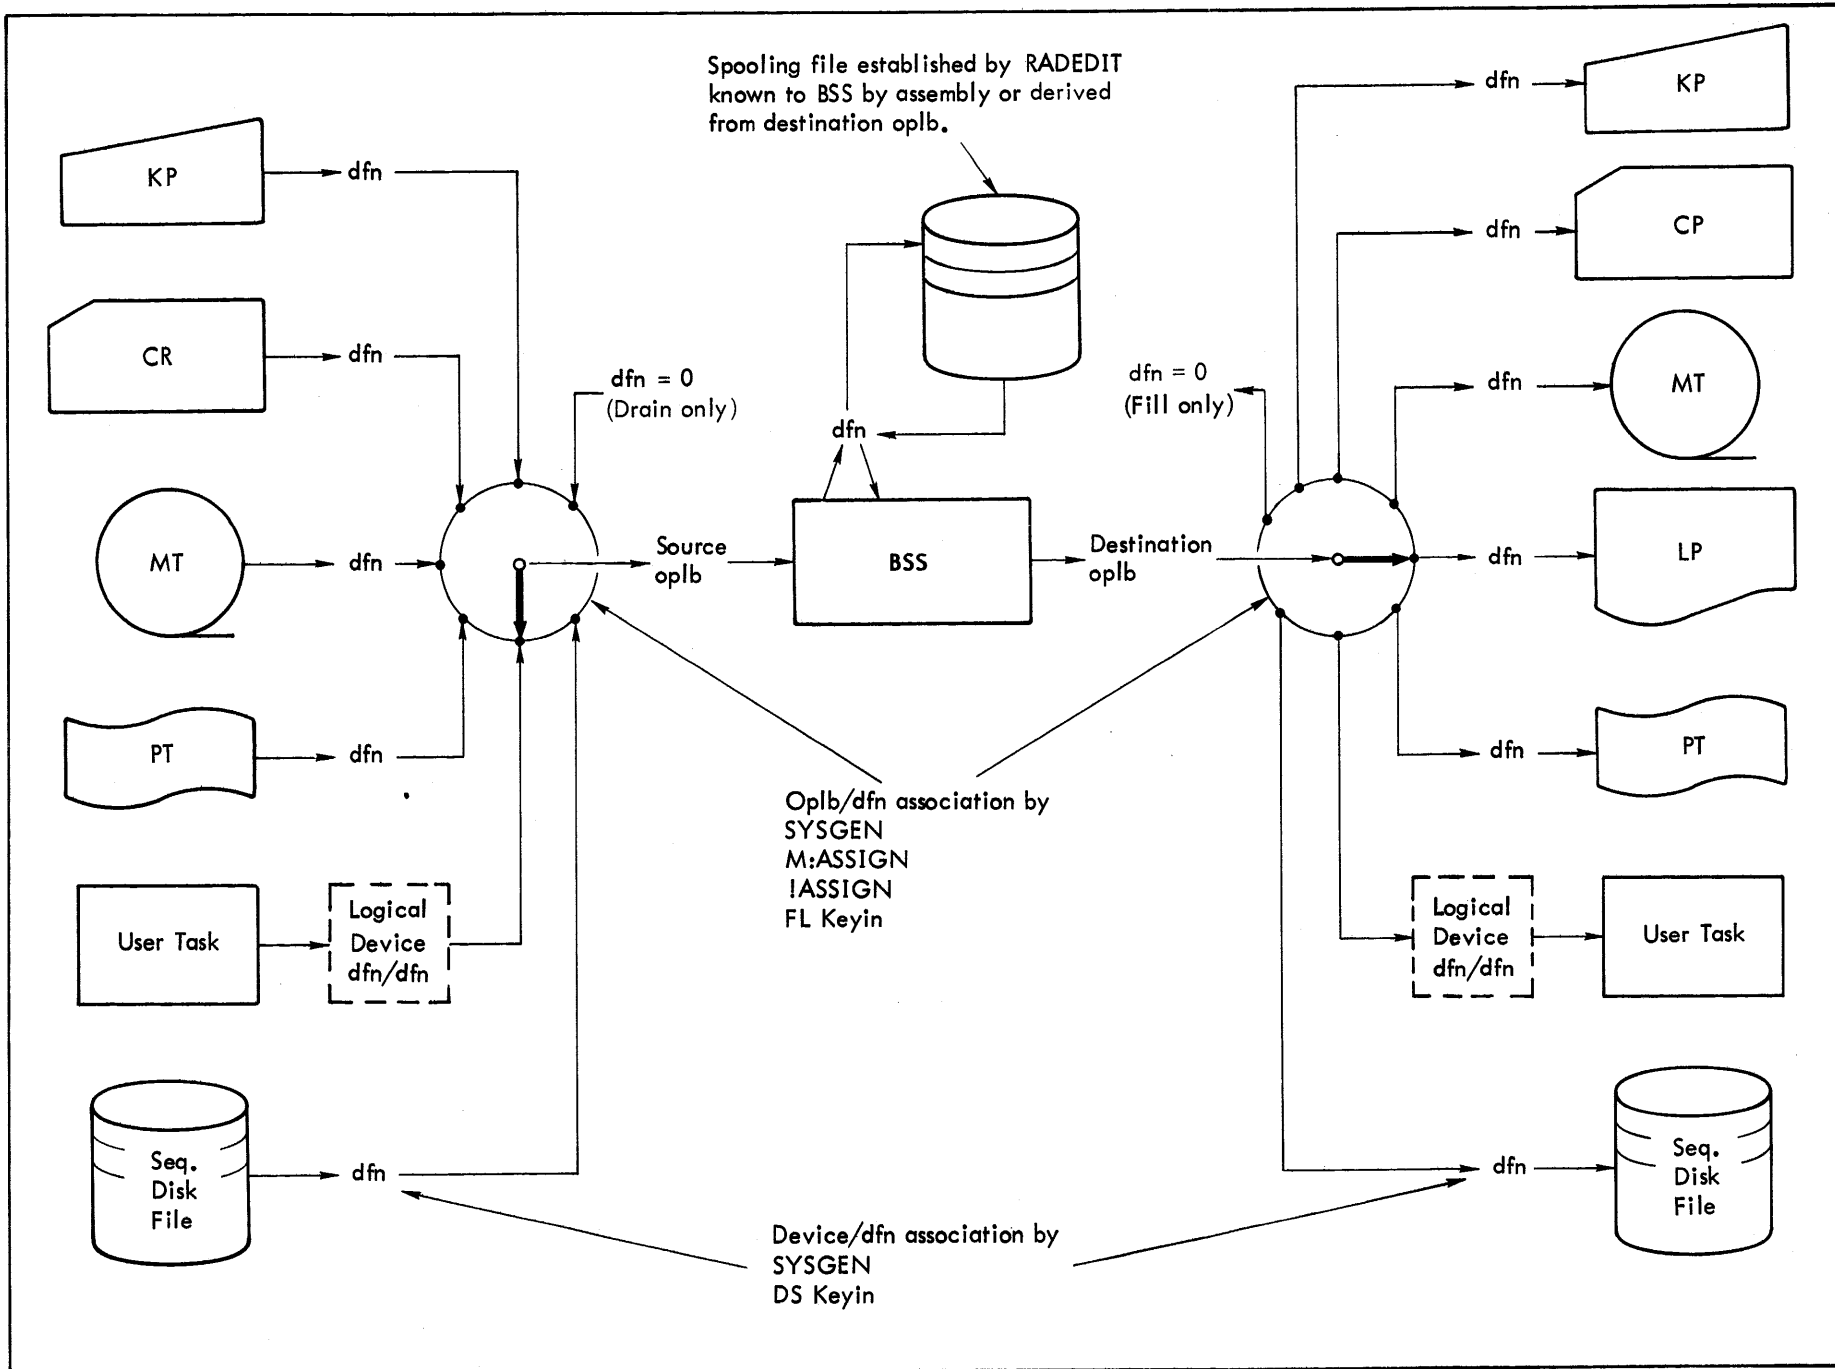 Spooling file established by RADEDIT
known to BSS by assembly or derived
from destination oplb.
KP
dfn
CR
dfn
dfn = 0
(Drain only)
MT
dfn
PT
dfn
User Task
Logical
Device
dfn/dfn
Seq.
Disk
File
dfn
Source
oplb
dfn
BSS
Destination
oplb
Oplb/dfn association by
SYSGEN
M:ASSIGN
!ASSIGN
FL Keyin
Device/dfn association by
SYSGEN
DS Keyin
dfn = 0
(Fill only)
dfn
KP
dfn
CP
dfn
MT
dfn
LP
dfn
PT
Logical
Device
dfn/dfn
User Task
dfn
Seq.
Disk
File